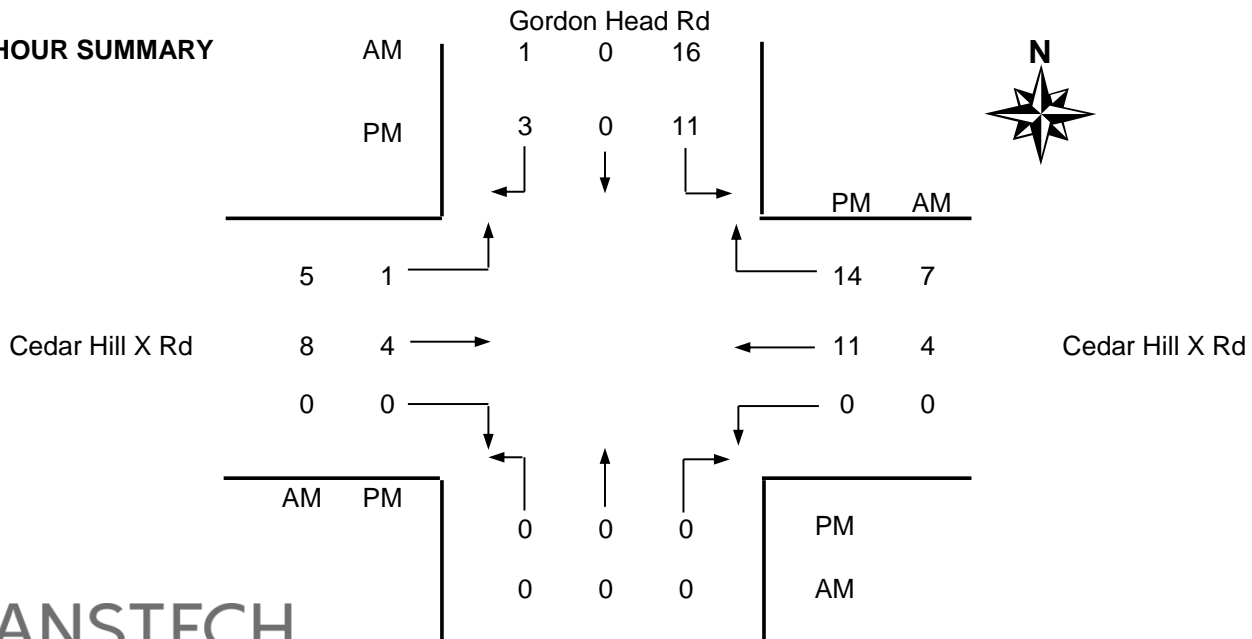 Gordon Head Rd
HOUR SUMMARY AM 1 0 16 N
PM 3 0 11
PM AM
5 1 14 7
Cedar Hill X Rd 8 4 11 4 Cedar Hill X Rd
0 0 0 0
AM PM
0 0 0 PM
0 0 0 AM
ANSTECH